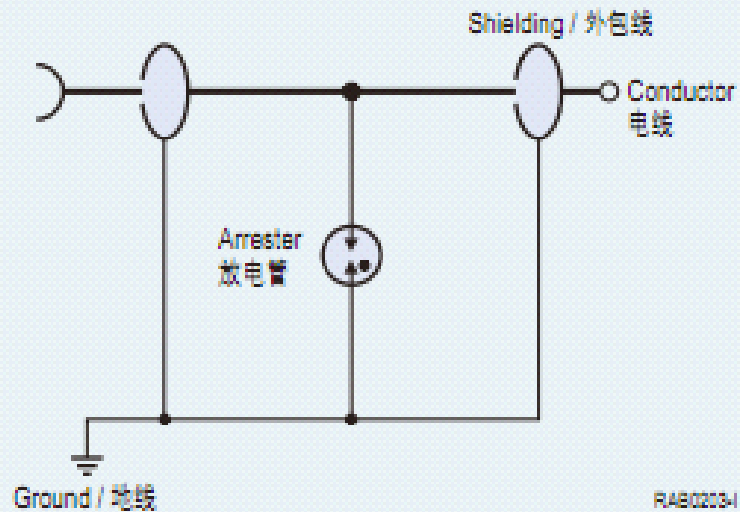 Shielding / 外包线
Conductor
电线
Arrester
放电管
Ground / 地线
RAB0203-I